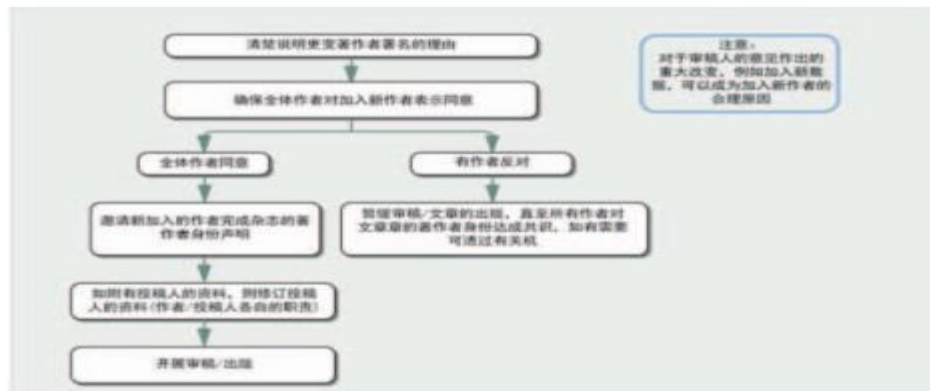 清楚说明更变著作者署名的理由
注意：
对于审稿人的意见作出的
重大改变，例如加入新数
据，可以成为加入新作者的
合理原因
确保全体作者对加入新作者表示同意
全体作者同意
有作者反对
邀请新加入的作者完成杂志的著
作者身份声明
暂缓审稿/文章的出版，直至所有作者对
文章章的著作者身份达成共识，如有需要
可透过有关机
如附有投稿人的资料，则修订投稿
人的资料(作者/投稿人各自的职责)
开展审稿/出版